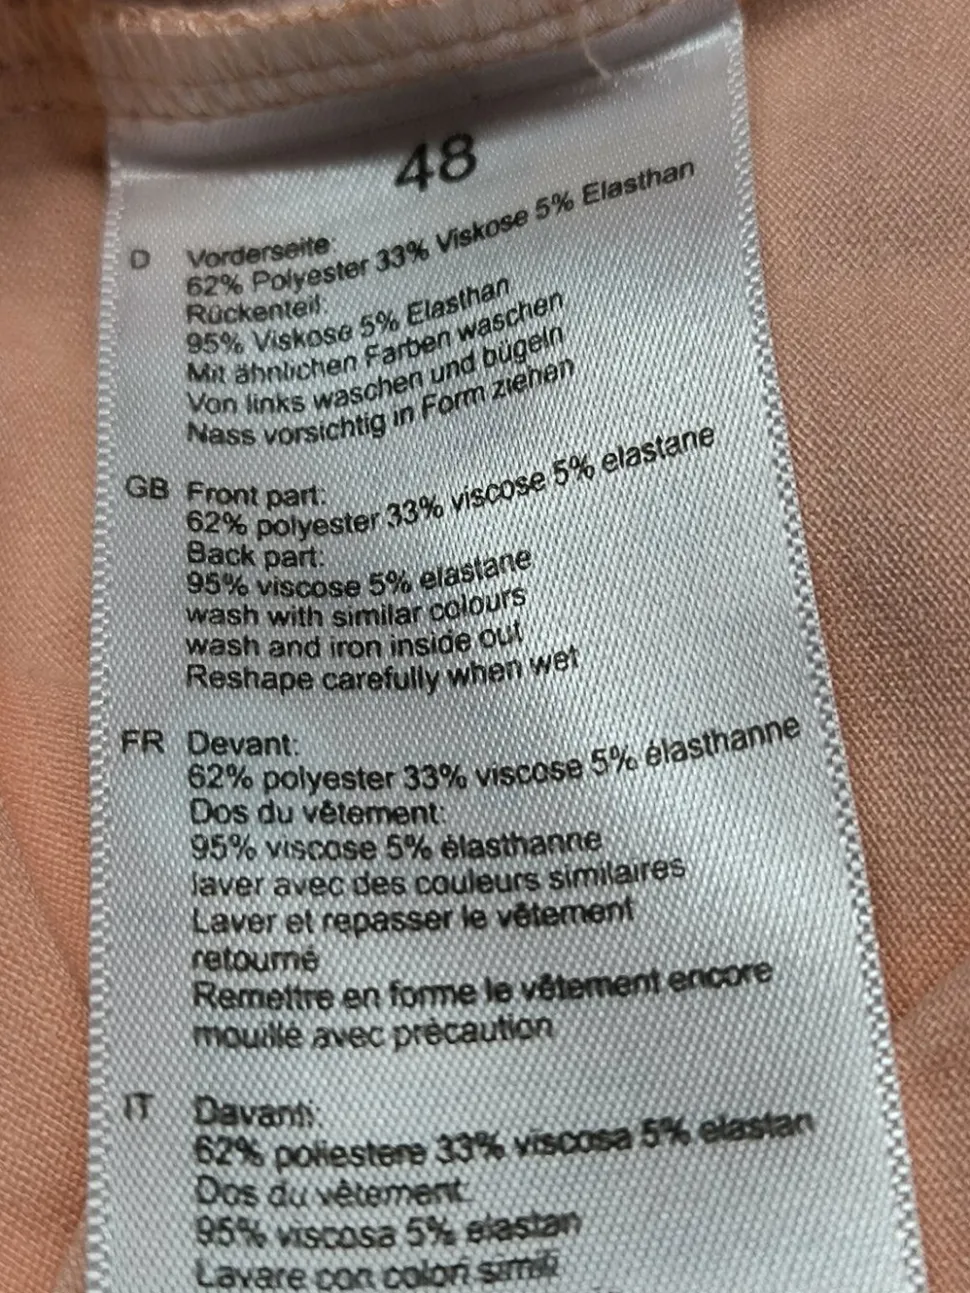 48
D Vorderseite:
62% Polyester 33% Viskose 5% Elasthan
Rückenteil:
95% Viskose 5% Elasthan
Mit ähnlichen Farben waschen
Von links waschen und bügeln
Nass vorsichtig in Form ziehen
GB Front part:
62% polyester 33% viscose 5% elastane
Back part:
95% viscose 5% elastane
wash with similar colours
wash and iron inside out
Reshape carefully when wet
FR Devant:
62% polyester 33% viscose 5% élasthanne
Dos du vêtement:
95% viscose 5% élasthanne
laver avec des couleurs similaires
Laver et repasser le vêtement
retourné
Remettre en forme le vêtement encore
mouillé avec précaution
IT Davanti:
62% poliestere 33% viscosa 5% elastan
Dos du vêtement:
95% viscosa 5% elastan
Lavare con colori simili